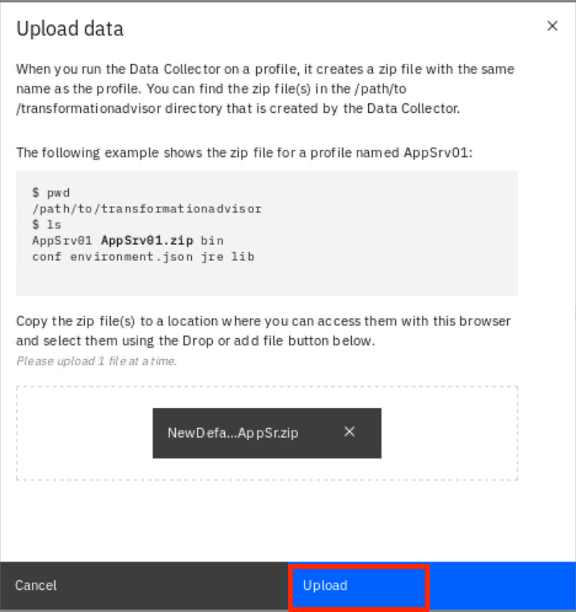 Upload data
When you run the Data Collector on a profile, it creates a zip file with the same
name as the profile. You can find the zip file(s) in the /path/to
/transformationadvisor directory that is created by the Data Collector.
The following example shows the zip file for a profile named AppSrv01:
$ pwd
/path/to/transformationadvisor
$ ls
AppSrv01 AppSrv01.zip bin
conf environment.json jre lib
Copy the zip file(s) to a location where you can access them with this browser
and select them using the Drop or add file button below.
Please upload 1 file at a time.
NewDefa...AppSr.zip
Cancel
Upload